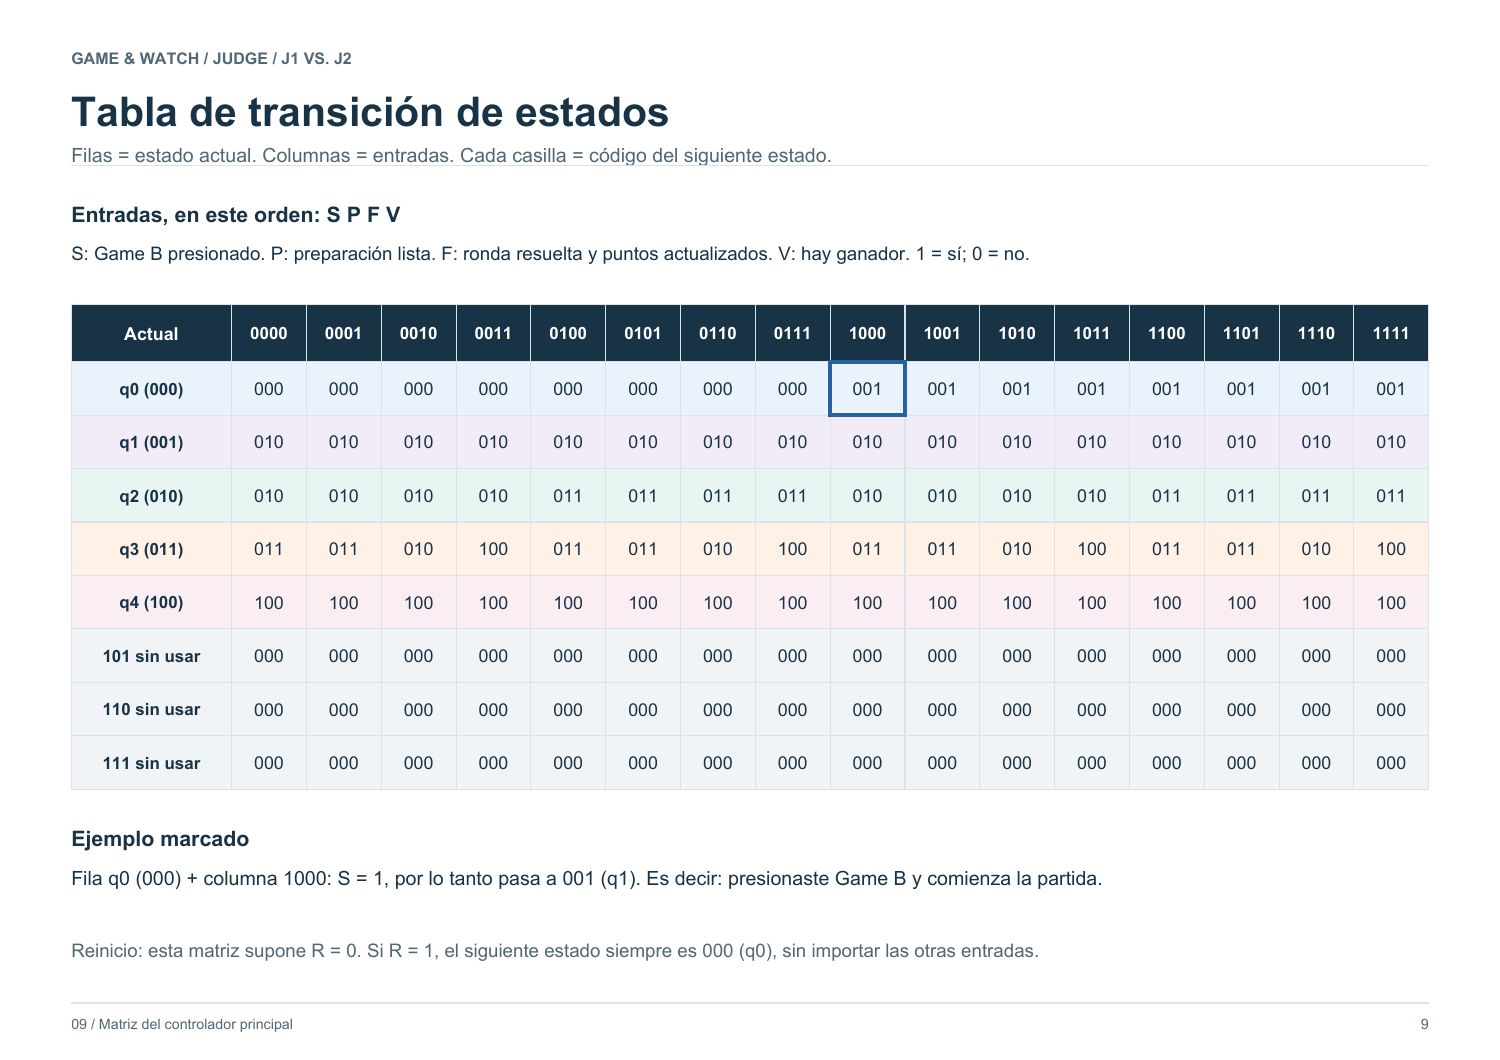 GAME & WATCH / JUDGE / J1 VS. J2
Tabla de transición de estados
Filas = estado actual. Columnas = entradas. Cada casilla = código del siguiente estado.
Entradas, en este orden: S P F V
S: Game B presionado. P: preparación lista. F: ronda resuelta y puntos actualizados. V: hay ganador. 1 = sí; 0 = no.
Actual 0000 0001 0010 0011 0100 0101 0110 0111 1000 1001 1010 1011 1100 1101 1110 1111
q0 (000) 000 000 000 000 000 000 000 000 001 001 001 001 001 001 001 001
q1 (001) 010 010 010 010 010 010 010 010 010 010 010 010 010 010 010 010
q2 (010) 010 010 010 010 011 011 011 011 010 010 010 010 011 011 011 011
q3 (011) 011 011 010 100 011 011 010 100 011 011 010 100 011 011 010 100
q4 (100) 100 100 100 100 100 100 100 100 100 100 100 100 100 100 100 100
101 sin usar 000 000 000 000 000 000 000 000 000 000 000 000 000 000 000 000
110 sin usar 000 000 000 000 000 000 000 000 000 000 000 000 000 000 000 000
111 sin usar 000 000 000 000 000 000 000 000 000 000 000 000 000 000 000 000
Ejemplo marcado
Fila q0 (000) + columna 1000: S = 1, por lo tanto pasa a 001 (q1). Es decir: presionaste Game B y comienza la partida.
Reinicio: esta matriz supone R = 0. Si R = 1, el siguiente estado siempre es 000 (q0), sin importar las otras entradas.
09 / Matriz del controlador principal 9